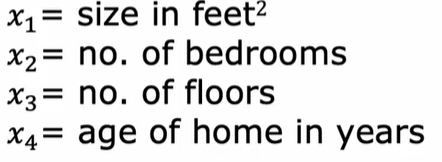 x₁= size in feet²
x₂= no. of bedrooms
x₃= no. of floors
x₄= age of home in years